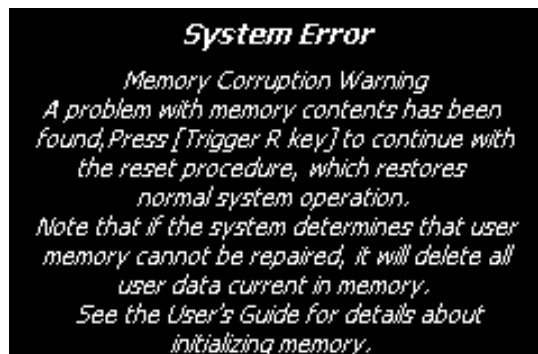 System Error
Memory Corruption Warning
A problem with memory contents has been
found,Press [Trigger R key] to continue with
the reset procedure, which restores
normal system operation.
Note that if the system determines that user
memory cannot be repaired, it will delete all
user data current in memory.
See the User's Guide for details about
initializing memory.